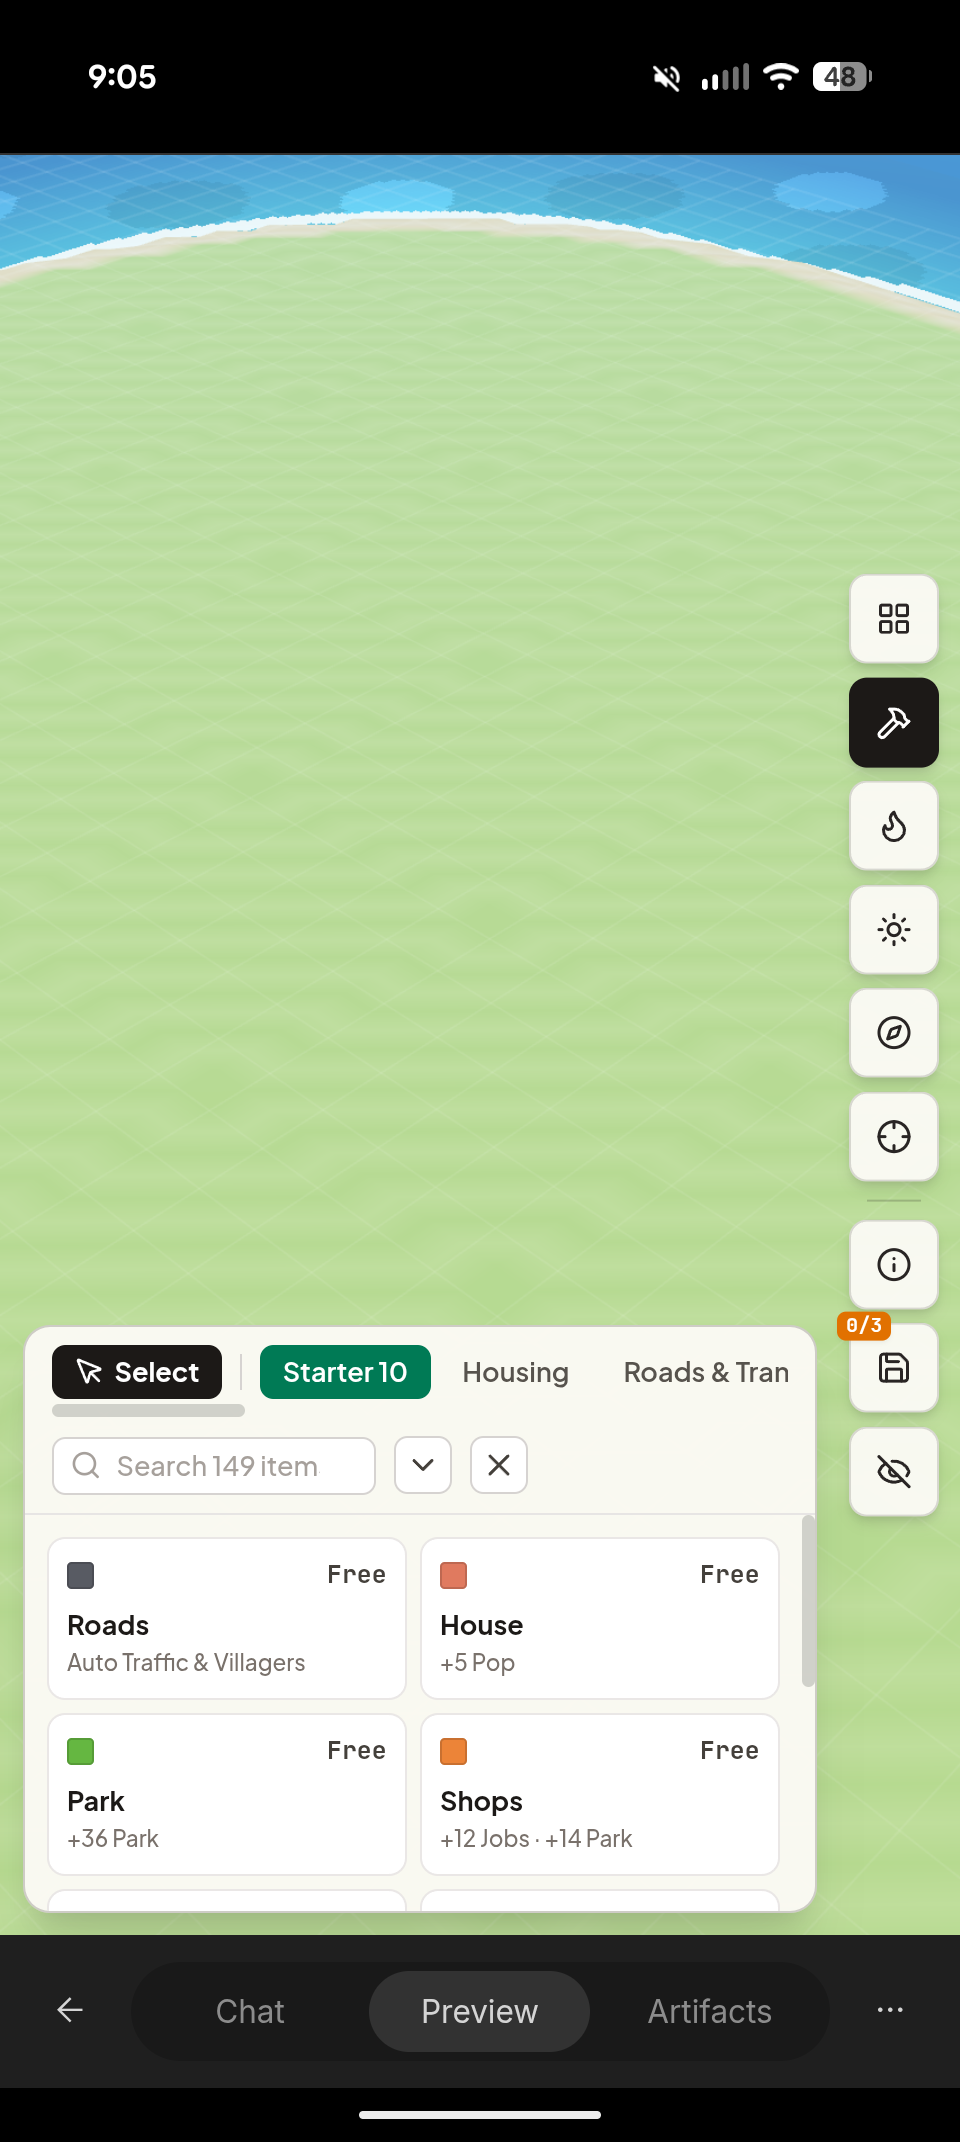 9:05
48
0/3
Select
Starter 10
Housing
Roads & Tran
Search 149 item
Free
Roads
Auto Traffic & Villagers
Free
House
+5 Pop
Free
Park
+36 Park
Free
Shops
+12 Jobs · +14 Park
Chat
Preview
Artifacts